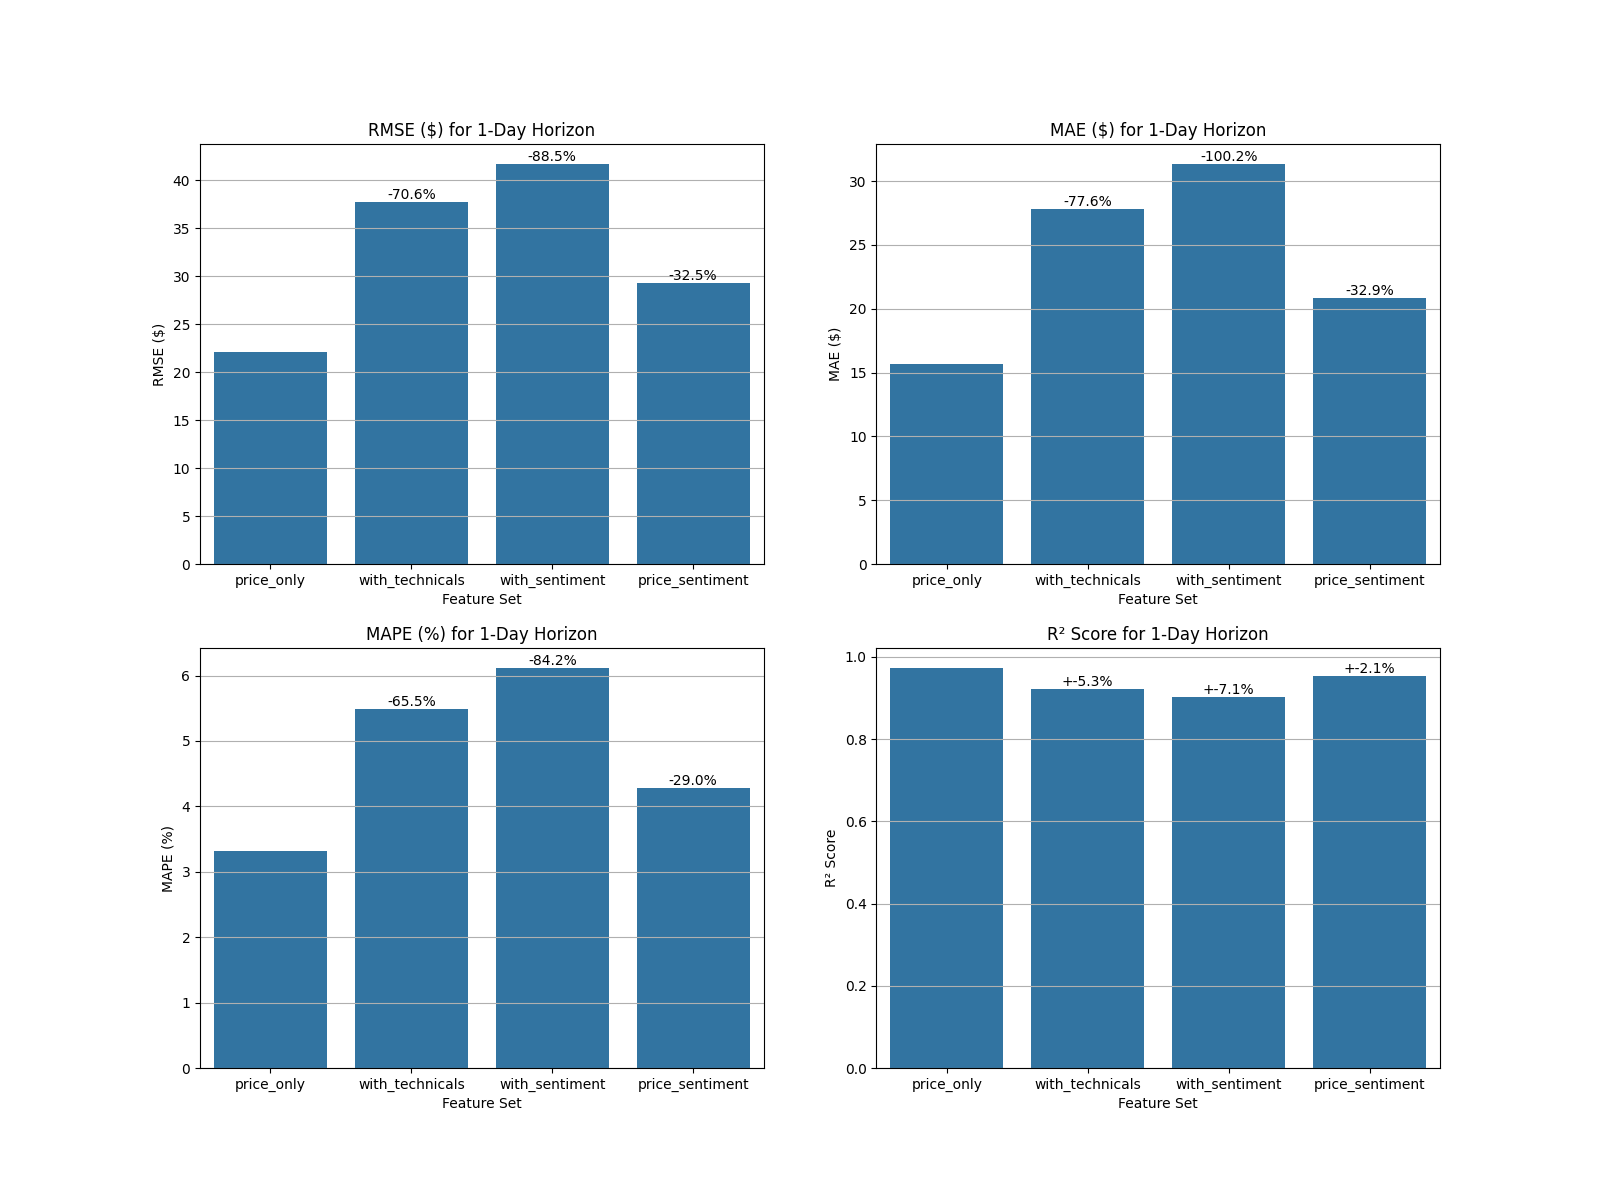 RMSE ($) for 1-Day Horizon
RMSE ($)
40
35
30
25
20
15
10
5
0
-70.6%
-88.5%
-32.5%
price_only with_technicals with_sentiment price_sentiment
Feature Set
MAE ($) for 1-Day Horizon
MAE ($)
30
25
20
15
10
5
0
-77.6%
-100.2%
-32.9%
price_only with_technicals with_sentiment price_sentiment
Feature Set
MAPE (%) for 1-Day Horizon
MAPE (%)
6
5
4
3
2
1
0
-65.5%
-84.2%
-29.0%
price_only with_technicals with_sentiment price_sentiment
Feature Set
R² Score for 1-Day Horizon
R² Score
1.0
0.8
0.6
0.4
0.2
0.0
+-5.3%
+-7.1%
+-2.1%
price_only with_technicals with_sentiment price_sentiment
Feature Set